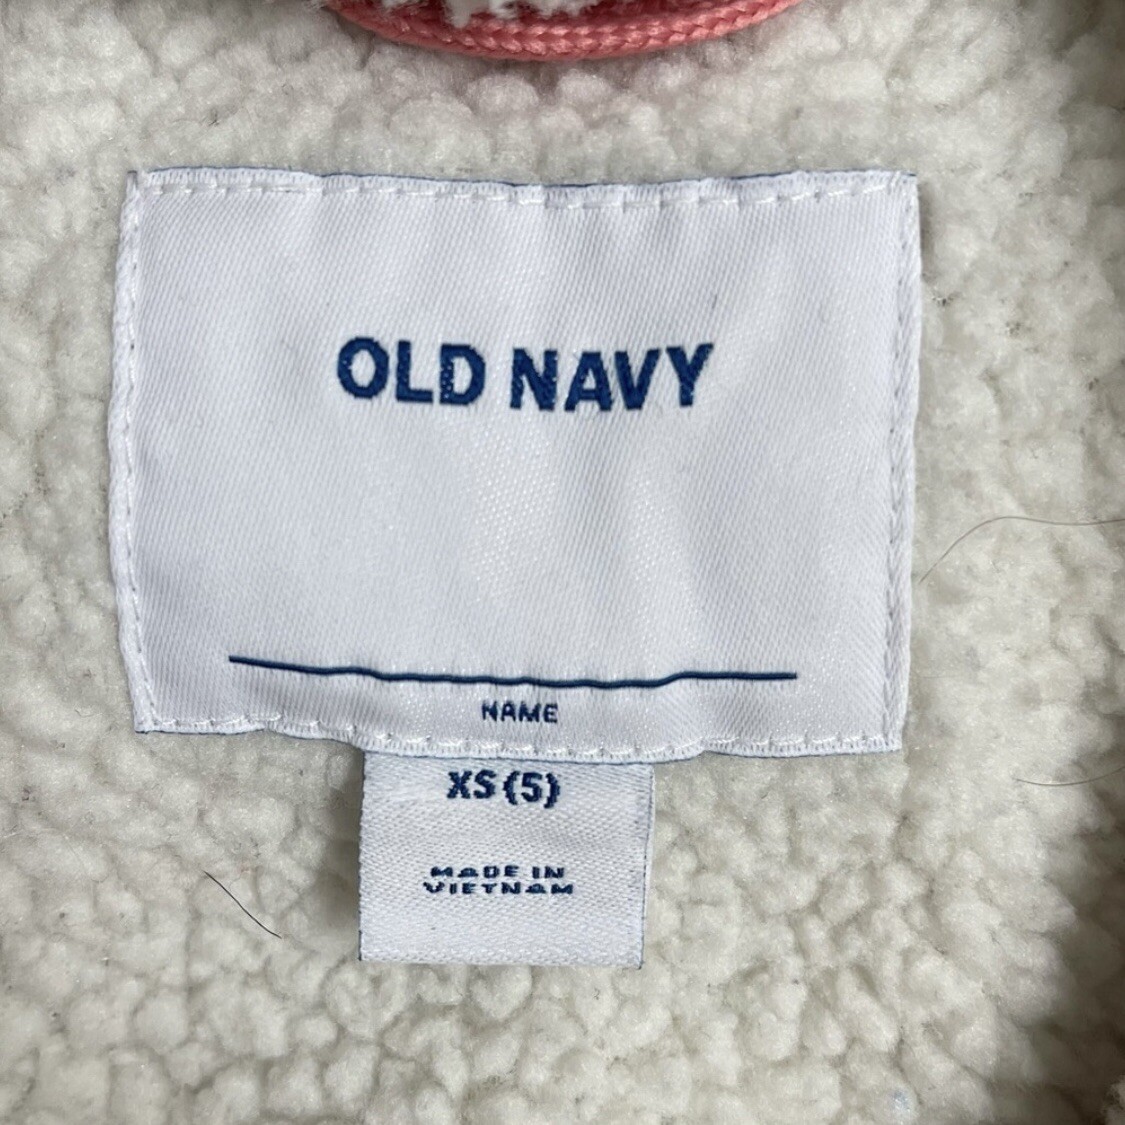 OLD NAVY
NAME
XS (5)
MADE IN
VIETNAM